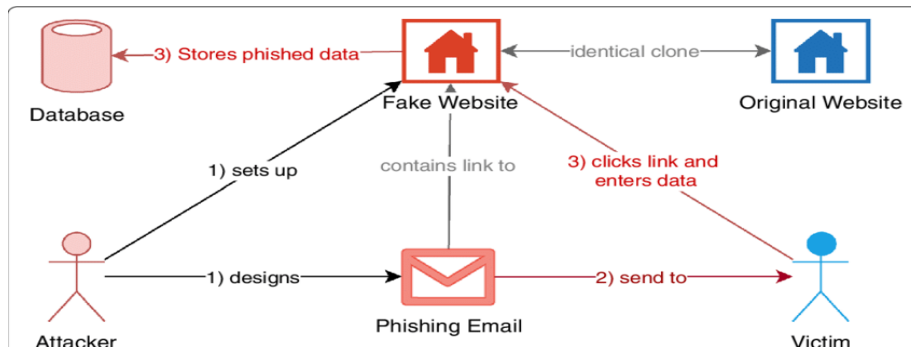 3) Stores phished data
identical clone
Database
Fake Website
Original Website
1) sets up
contains link to
3) clicks link and
enters data
1) designs
2) send to
Attacker
Phishing Email
Victim